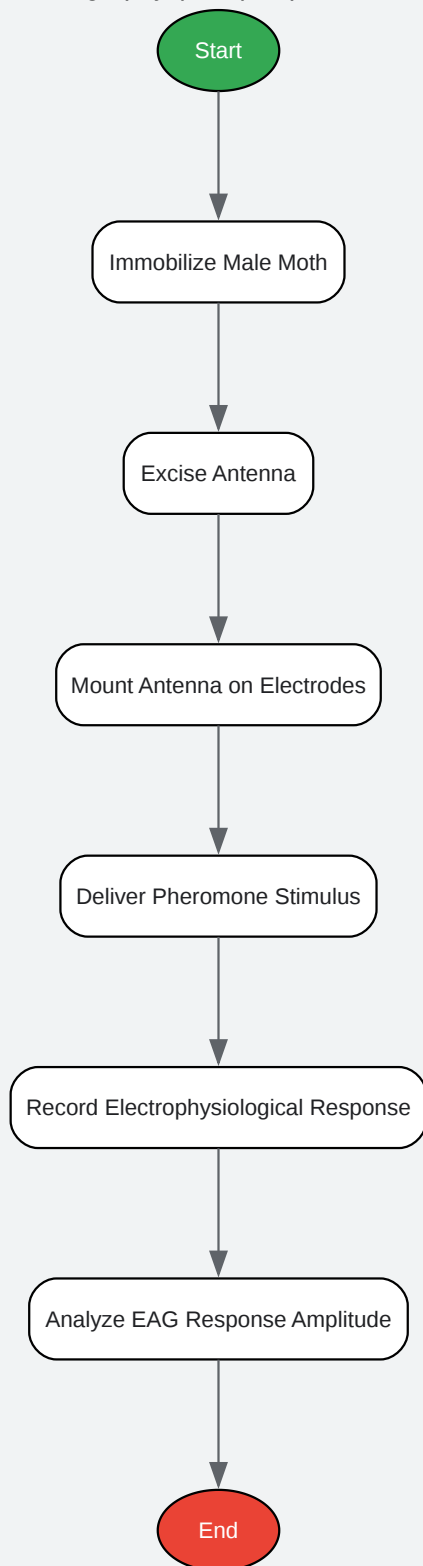 Start
Immobilize Male Moth
Excise Antenna
Mount Antenna on Electrodes
Deliver Pheromone Stimulus
Record Electrophysiological Response
Analyze EAG Response Amplitude
End